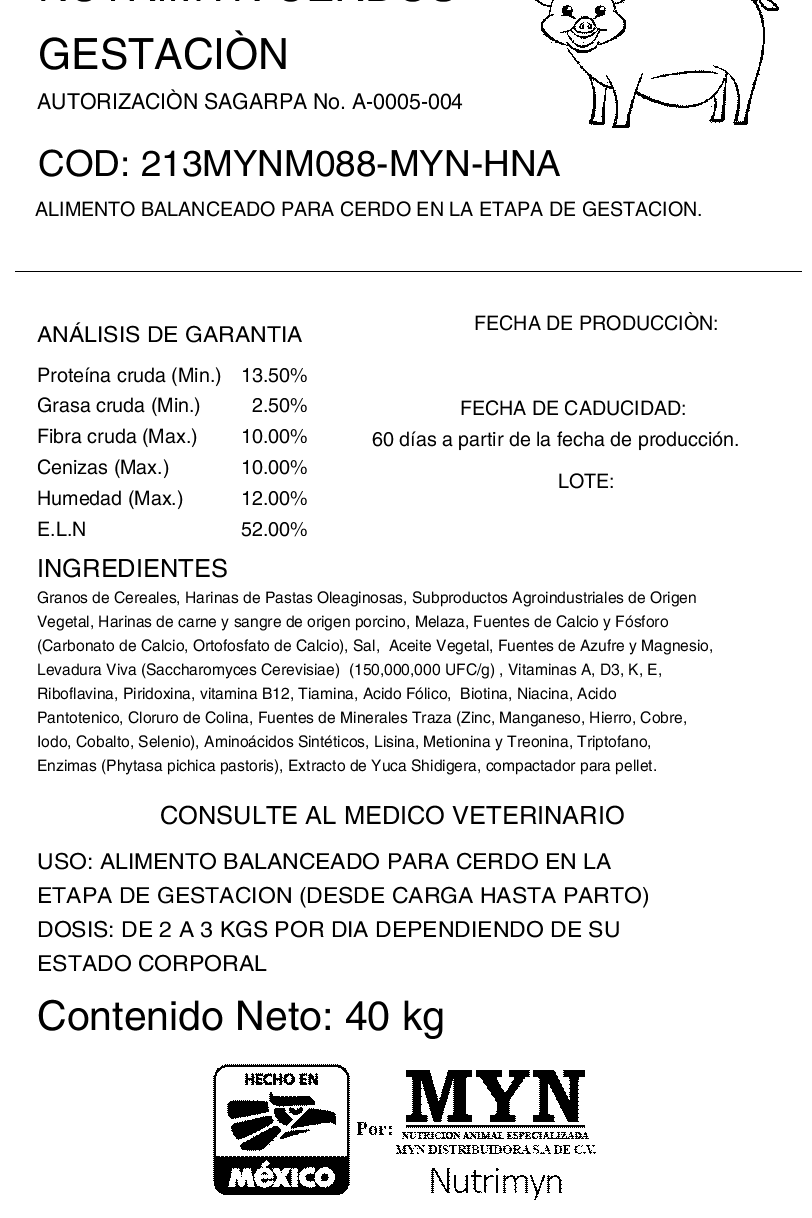 GESTACIÒN
AUTORIZACIÒN SAGARPA No. A-0005-004
COD: 213MYNM088-MYN-HNA
ALIMENTO BALANCEADO PARA CERDO EN LA ETAPA DE GESTACION.
ANÁLISIS DE GARANTIA
Proteína cruda (Min.) 13.50%
Grasa cruda (Min.) 2.50%
Fibra cruda (Max.) 10.00%
Cenizas (Max.) 10.00%
Humedad (Max.) 12.00%
E.L.N 52.00%
FECHA DE PRODUCCIÒN:
FECHA DE CADUCIDAD:
60 días a partir de la fecha de producción.
LOTE:
INGREDIENTES
Granos de Cereales, Harinas de Pastas Oleaginosas, Subproductos Agroindustriales de Origen
Vegetal, Harinas de carne y sangre de origen porcino, Melaza, Fuentes de Calcio y Fósforo
(Carbonato de Calcio, Ortofosfato de Calcio), Sal, Aceite Vegetal, Fuentes de Azufre y Magnesio,
Levadura Viva (Saccharomyces Cerevisiae) (150,000,000 UFC/g) , Vitaminas A, D3, K, E,
Riboflavina, Piridoxina, vitamina B12, Tiamina, Acido Fólico, Biotina, Niacina, Acido
Pantotenico, Cloruro de Colina, Fuentes de Minerales Traza (Zinc, Manganeso, Hierro, Cobre,
Iodo, Cobalto, Selenio), Aminoácidos Sintéticos, Lisina, Metionina y Treonina, Triptofano,
Enzimas (Phytasa pichica pastoris), Extracto de Yuca Shidigera, compactador para pellet.
CONSULTE AL MEDICO VETERINARIO
USO: ALIMENTO BALANCEADO PARA CERDO EN LA
ETAPA DE GESTACION (DESDE CARGA HASTA PARTO)
DOSIS: DE 2 A 3 KGS POR DIA DEPENDIENDO DE SU
ESTADO CORPORAL
Contenido Neto: 40 kg
HECHO EN
MéXICO
Por:
MYN
NUTRICION ANIMAL ESPECIALIZADA
MYN DISTRIBUIDORA S.A DE C.V.
Nutrimyn